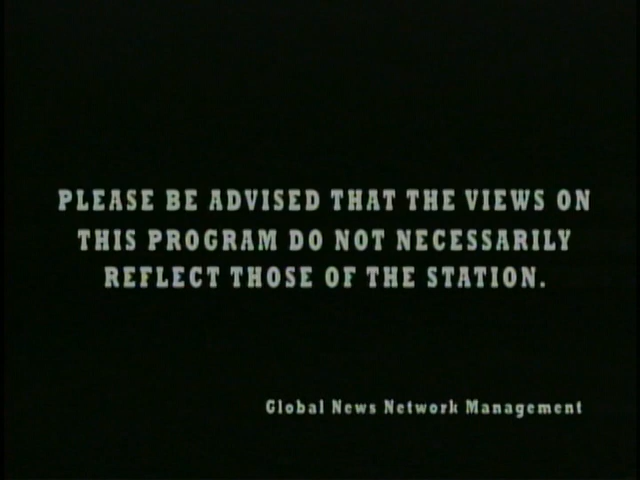 PLEASE BE ADVISED THAT THE VIEWS ON
THIS PROGRAM DO NOT NECESSARILY
REFLECT THOSE OF THE STATION.
Global News Network Management